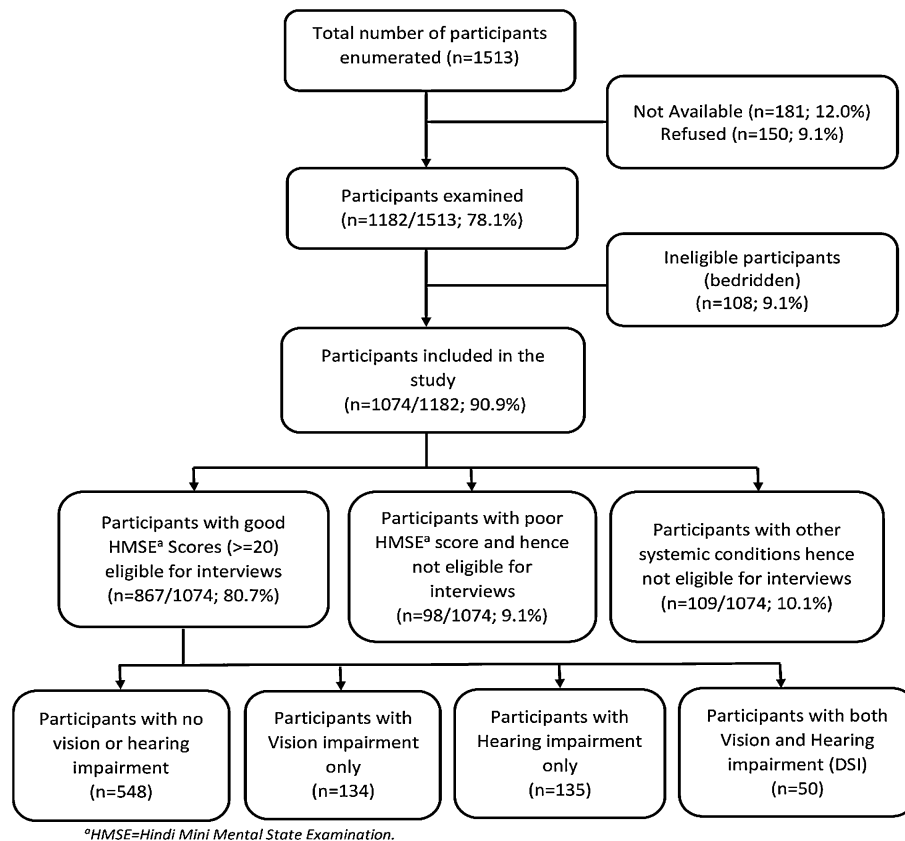 Total number of participants
enumerated (n=1513)
Not Available (n=181; 12.0%)
Refused (n=150; 9.1%)
Participants examined
(n=1182/1513; 78.1%)
Ineligible participants
(bedridden)
(n=108; 9.1%)
Participants included in the
study
(n=1074/1182; 90.9%)
Participants with good
HMSEª Scores (>=20)
eligible for interviews
(n=867/1074; 80.7%)
Participants with poor
HMSEª score and hence
not eligible for
interviews
(n=98/1074; 9.1%)
Participants with other
systemic conditions hence
not eligible for interviews
(n=109/1074; 10.1%)
Participants with no
vision or hearing
impairment
(n=548)
Participants with
Vision impairment
only
(n=134)
Participants with
Hearing impairment
only
(n=135)
Participants with both
Vision and Hearing
impairment (DSI)
(n=50)
ªHMSE=Hindi Mini Mental State Examination.